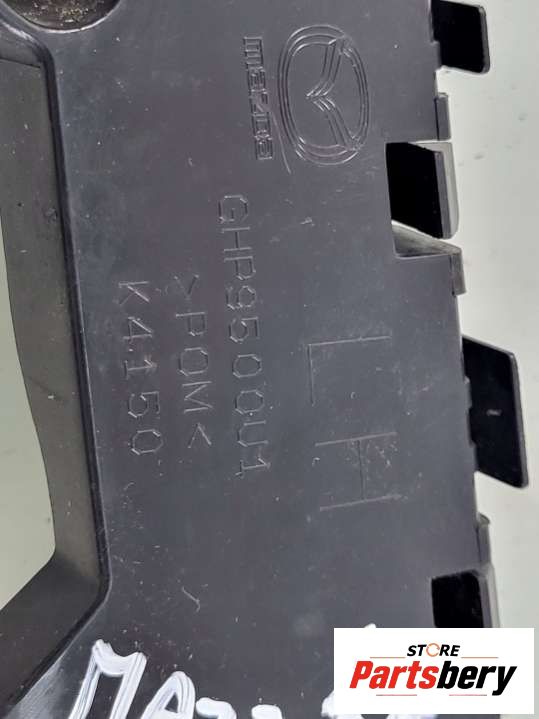 mazda
GHP9500U1
>POM<
K4150
LH
STORE
Partsbery